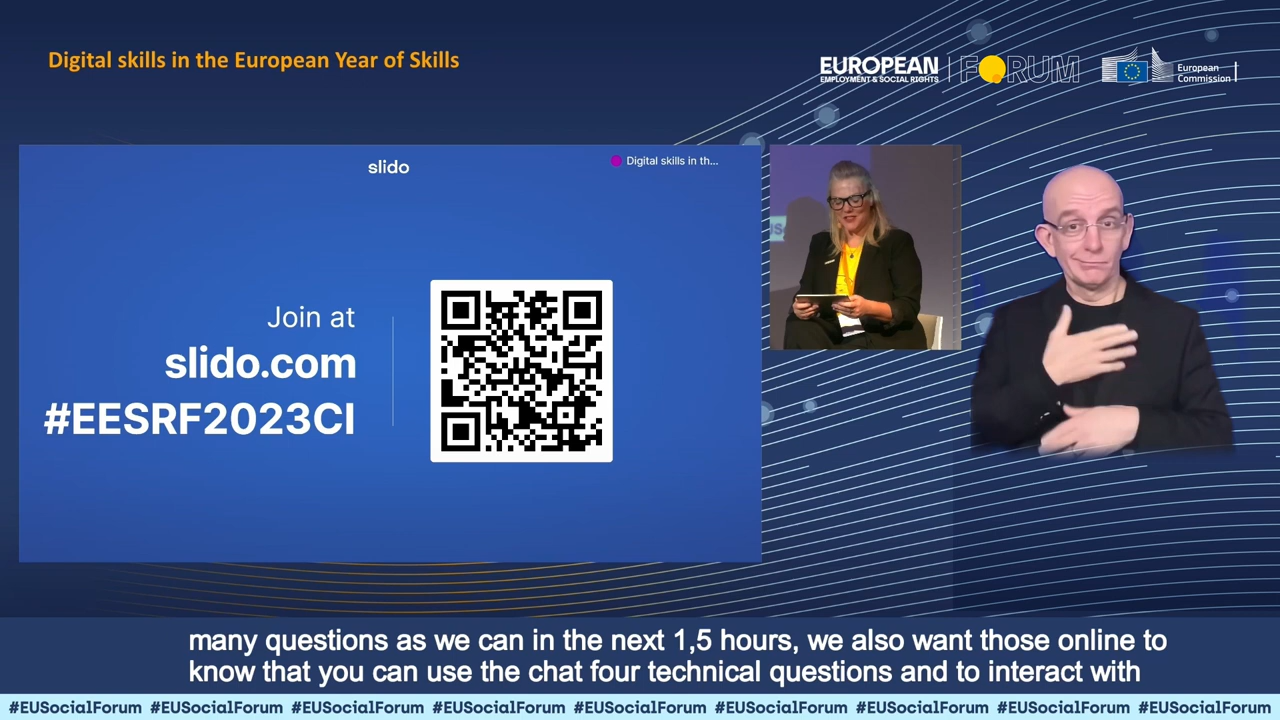 Digital skills in the European Year of Skills
EUROPEAN
EMPLOYMENT & SOCIAL RIGHTS
FORUM
European
Commission
slido
Digital skills in th...
Join at
slido.com
#EESRF2023CI
many questions as we can in the next 1,5 hours, we also want those online to
know that you can use the chat four technical questions and to interact with
#EUSocialForum #EUSocialForum #EUSocialForum #EUSocialForum #EUSocialForum #EUSocialForum #EUSocialForum #EUSocialForum #EUSocialForum